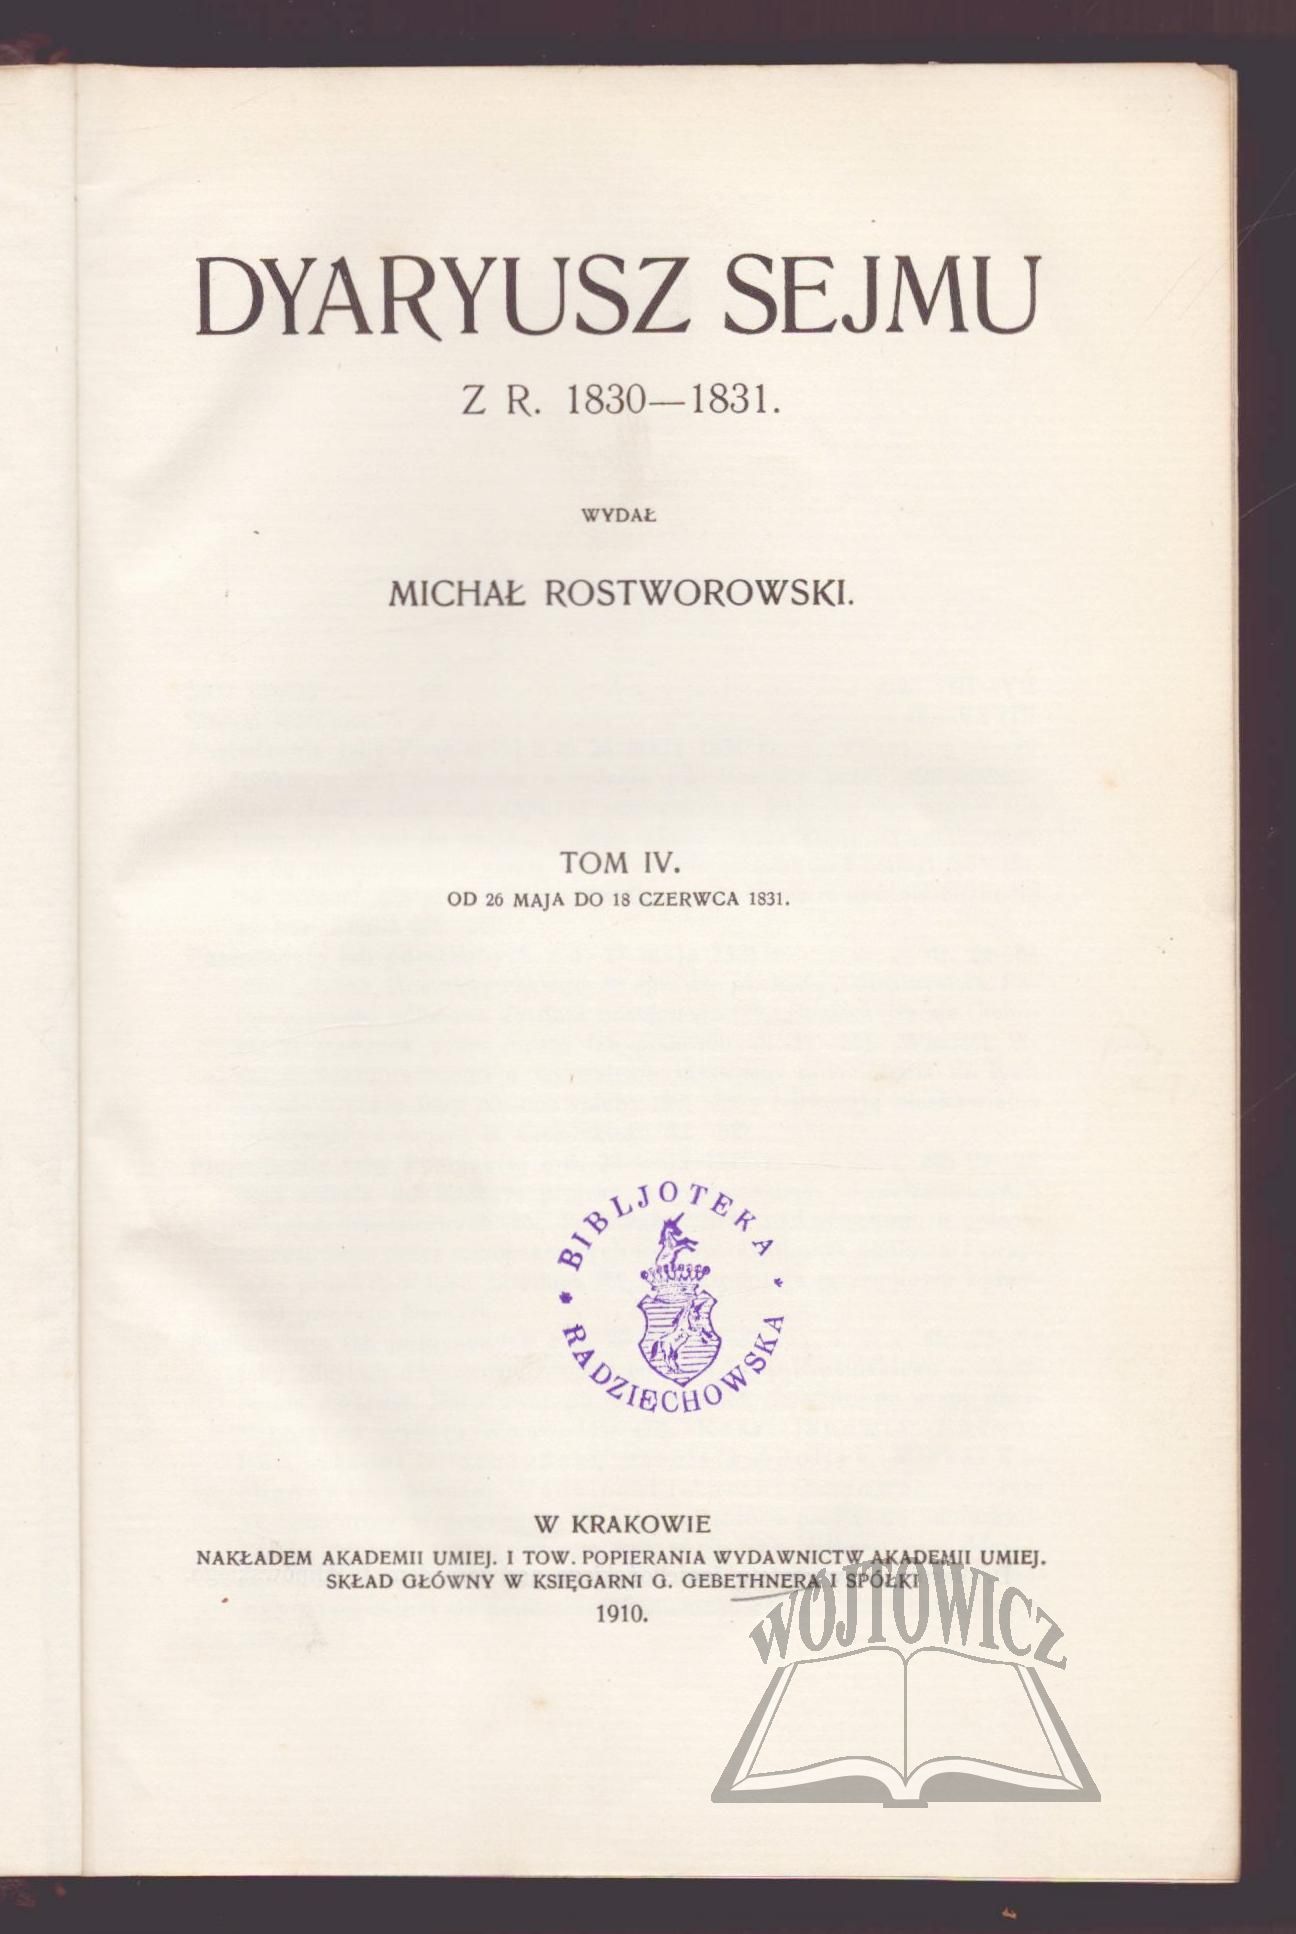 DYARYUSZ SEJMU
Z R. 1830—1831.
WYDAŁ
MICHAŁ ROSTWOROWSKI.
TOM IV.
OD 26 MAJA DO 18 CZERWCA 1831.
BIBLJOTEKA
RADZIECHOWSKA
W KRAKOWIE
NAKŁADEM AKADEMII UMIEJ. I TOW. POPIERANIA WYDAWNICTW AKADEMII UMIEJ.
SKŁAD GŁÓWNY W KSIĘGARNI G. GEBETHNERA I SPÓŁKI
1910.
WÓJTOWICZ